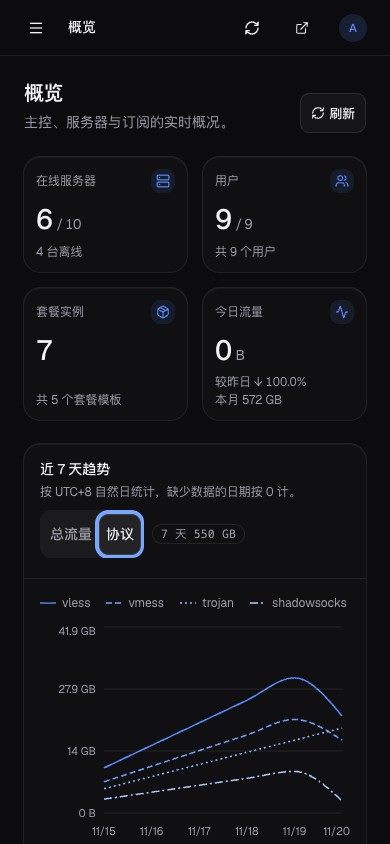 概览
A
概览
主控、服务器与订阅的实时概况。
刷新
在线服务器
6 / 10
4 台离线
用户
9 / 9
共 9 个用户
套餐实例
7
共 5 个套餐模板
今日流量
0 B
较昨日 ↓ 100.0%
本月 572 GB
近 7 天趋势
按 UTC+8 自然日统计，缺少数据的日期按 0 计。
总流量 协议 7 天 550 GB
vless vmess trojan shadowsocks
41.9 GB
27.9 GB
14 GB
0 B
11/15 11/16 11/17 11/18 11/19 11/20